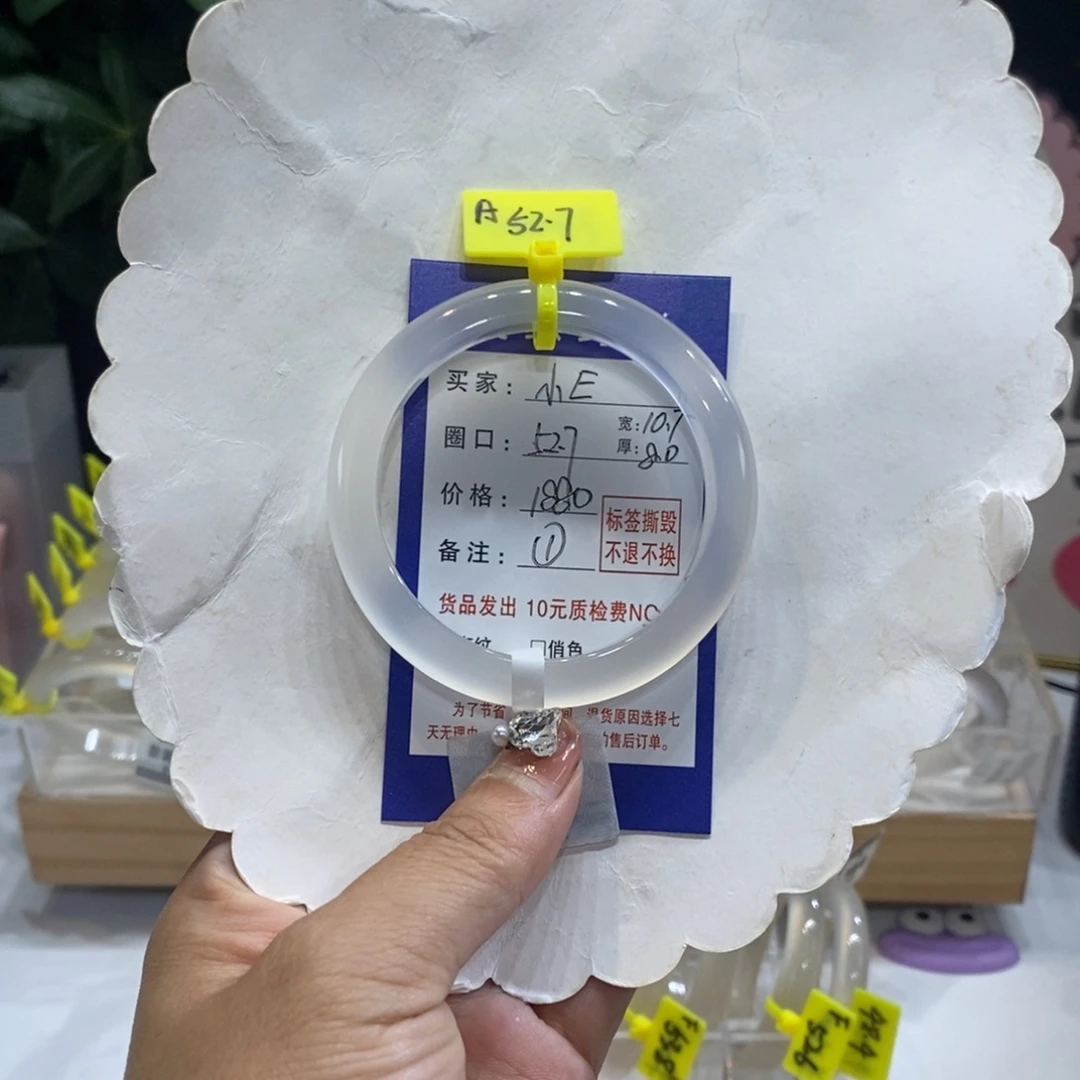 A 52.7
买家：小E
圈口：52.7 宽：10.7
厚：8.0
价格：1880
备注：①
标签撕毁
不退不换
货品发出 10元质检费NO
纹 □俏色
为了节省 退货原因选择七
天无理由 售后订单。
F 52.6